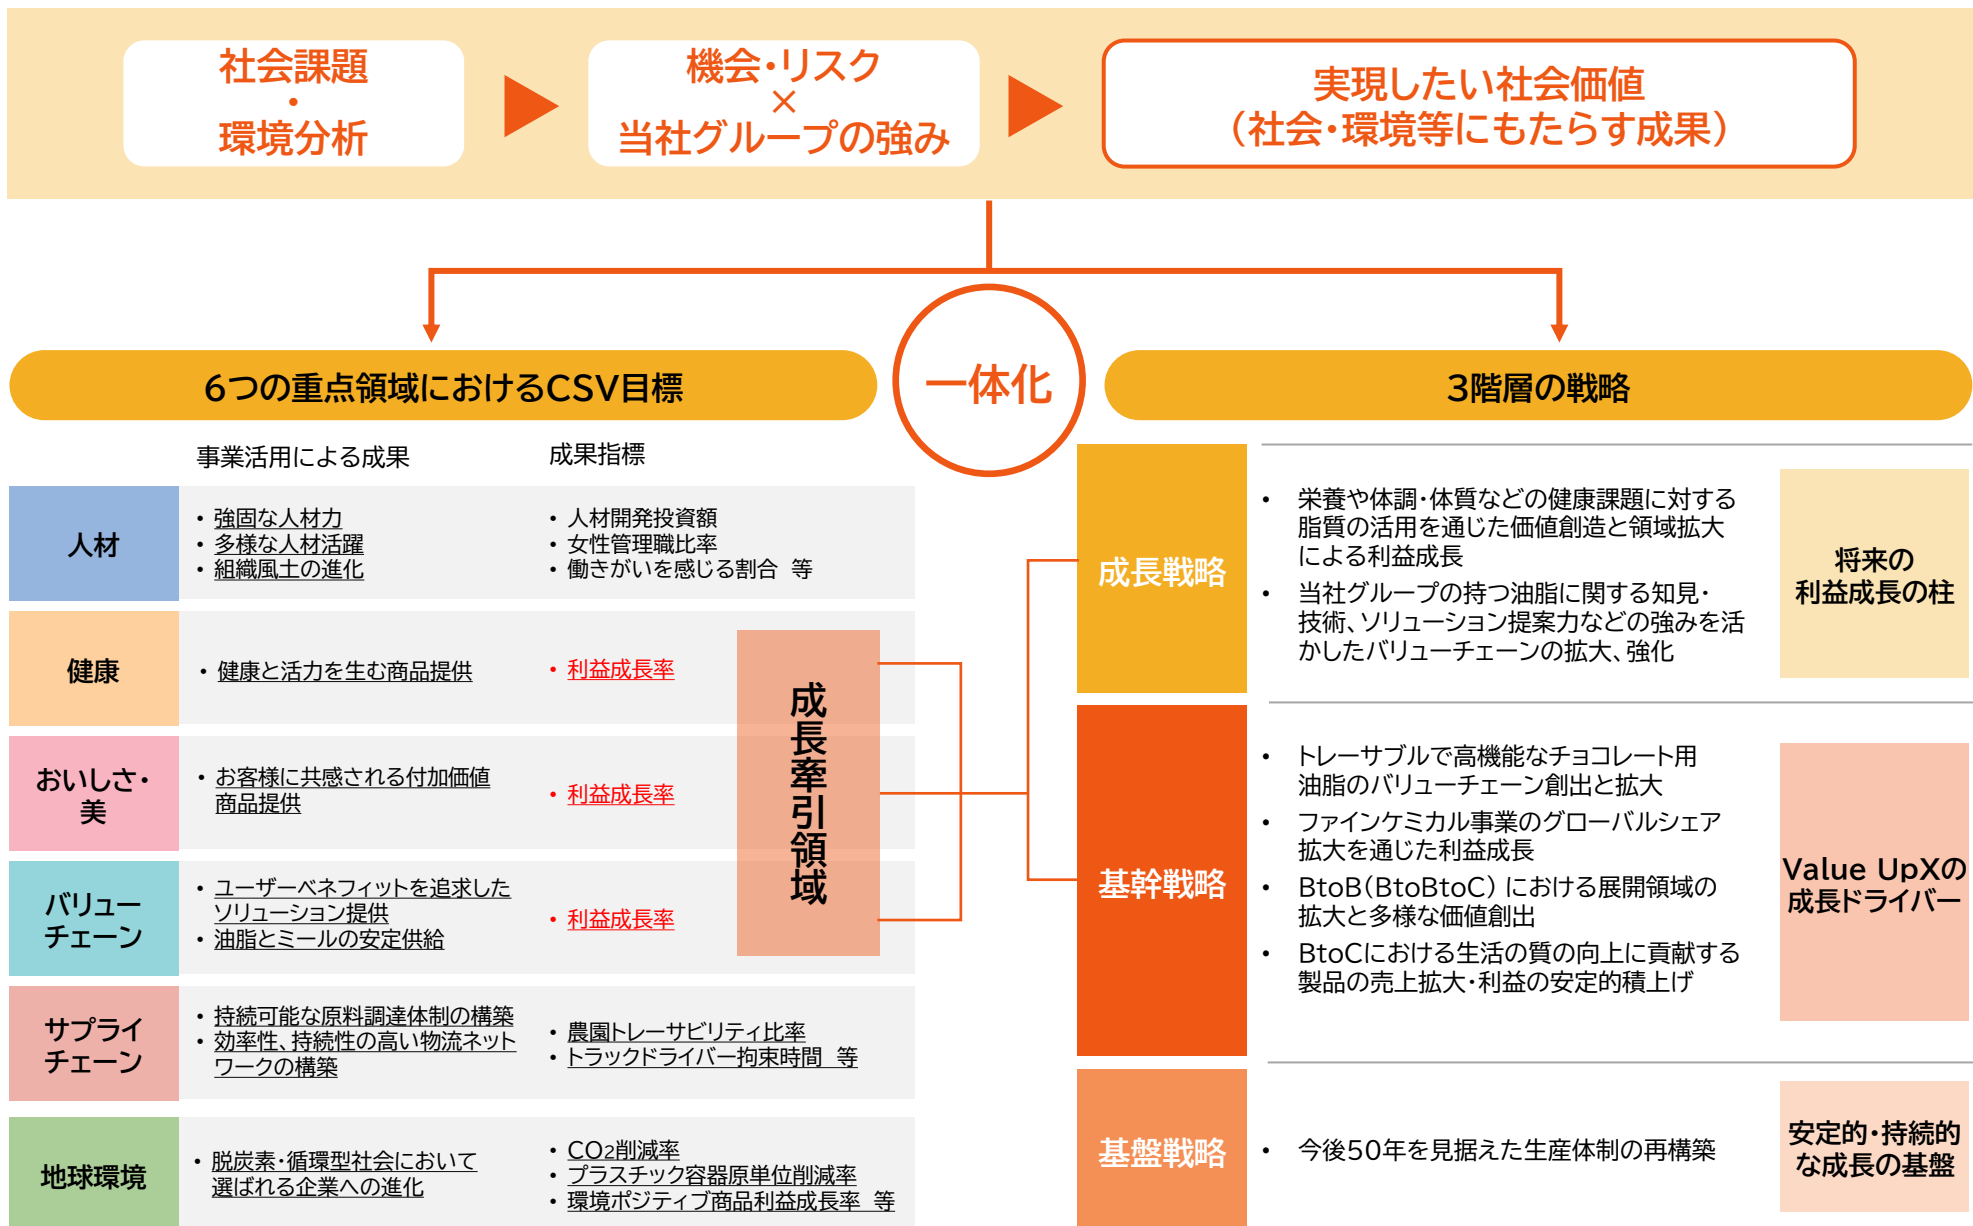 社会課題
・
環境分析
機会・リスク
×
当社グループの強み
実現したい社会価値
（社会・環境等にもたらす成果）
一体化
6つの重点領域におけるCSV目標
事業活用による成果
成果指標
人材
• 強固な人材力
• 多様な人材活躍
• 組織風土の進化
• 人材開発投資額
• 女性管理職比率
• 働きがいを感じる割合 等
健康
• 健康と活力を生む商品提供
• 利益成長率
おいしさ・
美
• お客様に共感される付加価値
商品提供
• 利益成長率
バリュー
チェーン
• ユーザーベネフィットを追求した
ソリューション提供
• 油脂とミールの安定供給
• 利益成長率
成長牽引領域
サプライ
チェーン
• 持続可能な原料調達体制の構築
• 効率性、持続性の高い物流ネット
ワークの構築
• 農園トレーサビリティ比率
• トラックドライバー拘束時間 等
地球環境
• 脱炭素・循環型社会において
選ばれる企業への進化
• CO2削減率
• プラスチック容器原単位削減率
• 環境ポジティブ商品利益成長率 等
3階層の戦略
成長戦略
• 栄養や体調・体質などの健康課題に対する
脂質の活用を通じた価値創造と領域拡大
による利益成長
• 当社グループの持つ油脂に関する知見・
技術、ソリューション提案力などの強みを活
かしたバリューチェーンの拡大、強化
将来の
利益成長の柱
基幹戦略
• トレーサブルで高機能なチョコレート用
油脂のバリューチェーン創出と拡大
• ファインケミカル事業のグローバルシェア
拡大を通じた利益成長
• BtoB（BtoBtoC）における展開領域の
拡大と多様な価値創出
• BtoCにおける生活の質の向上に貢献する
製品の売上拡大・利益の安定的積上げ
Value UpXの
成長ドライバー
基盤戦略
• 今後50年を見据えた生産体制の再構築
安定的・持続的
な成長の基盤